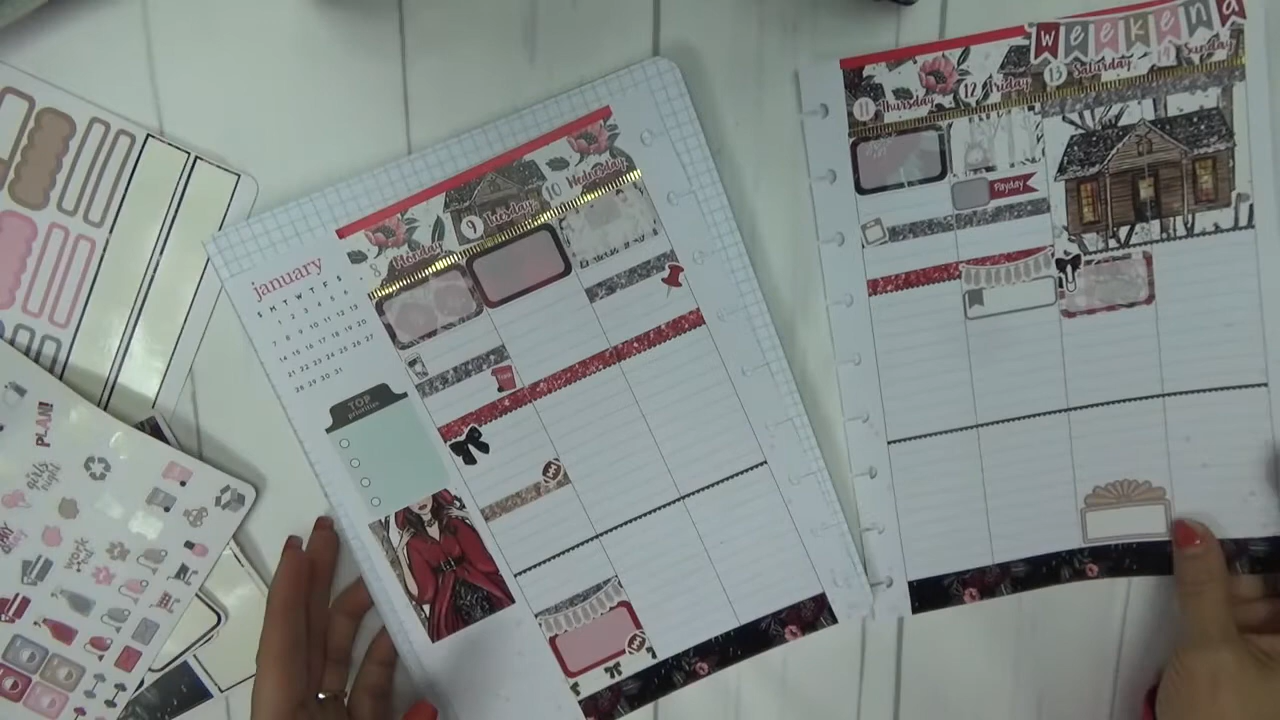 PLAN!
girls night
work out
january
S M T W T F S
1 2 3 4 5 6
7 8 9 10 11 12 13
14 15 16 17 18 19 20
21 22 23 24 25 26 27
28 29 30 31
TOP
priorities
8 Monday
9 Tuesday
10 Wednesday
weekend
11 Thursday
12 Friday
13 Saturday
14 Sunday
Payday